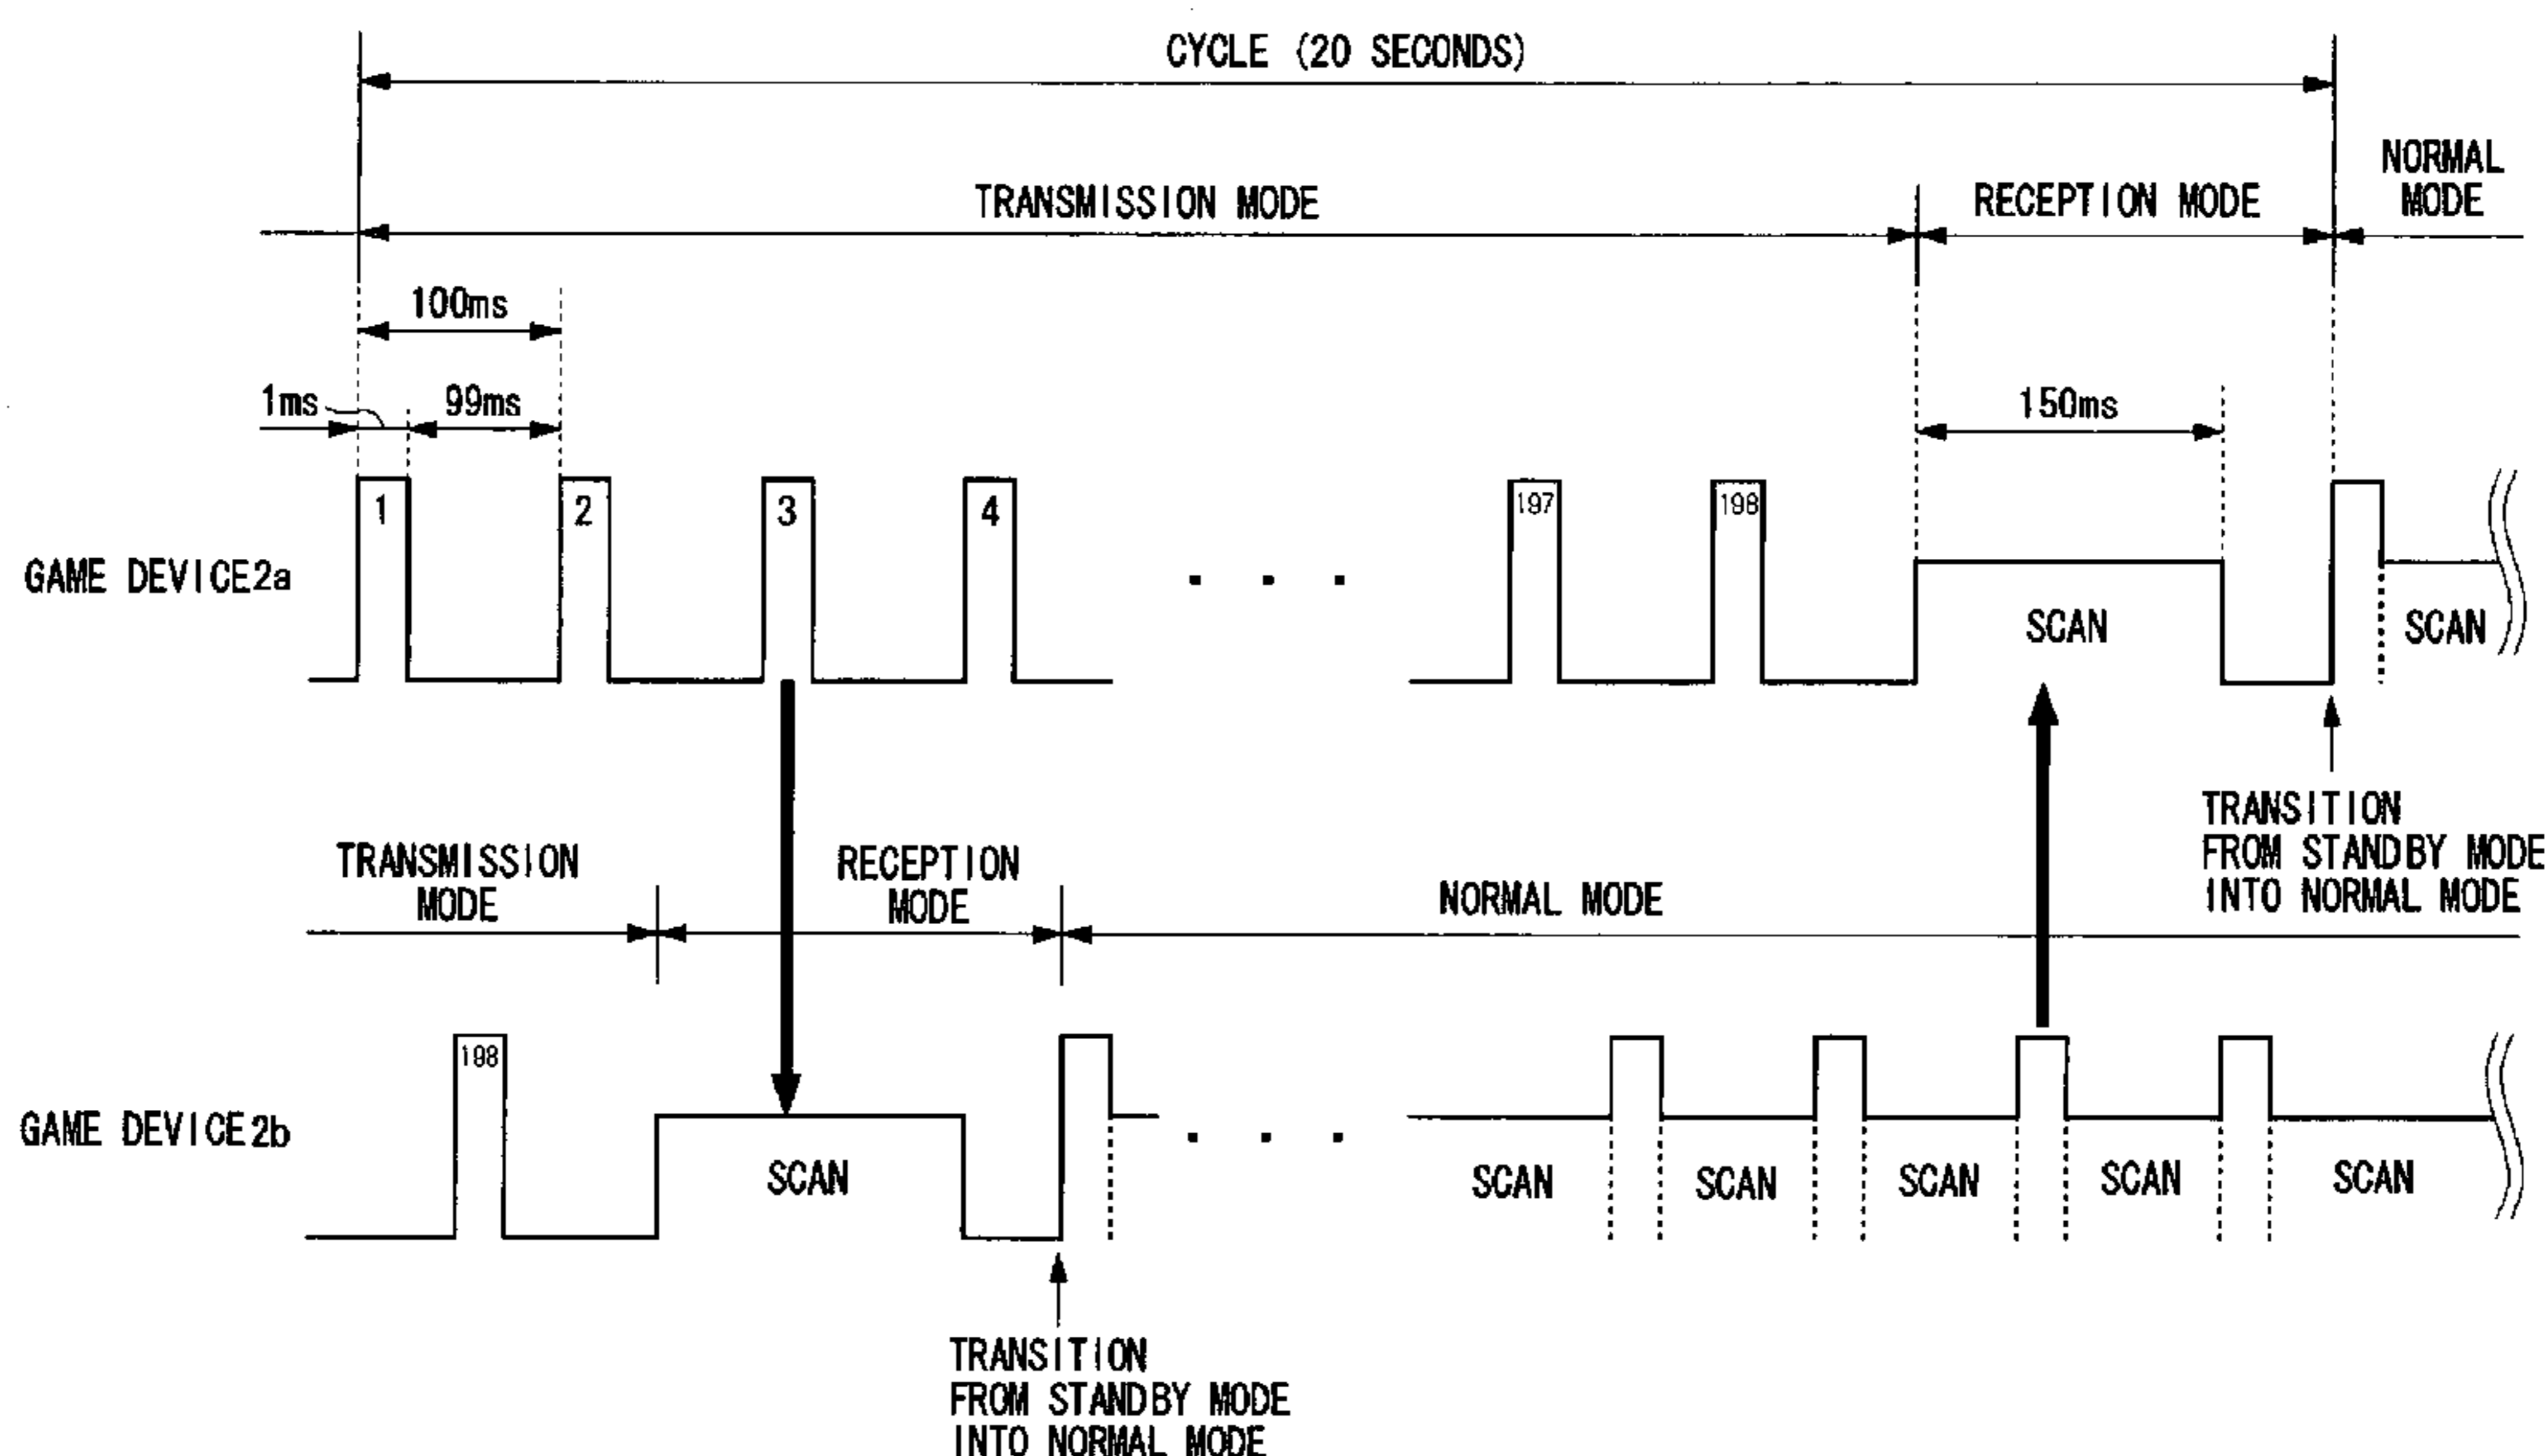 CYCLE (20 SECONDS)
NORMAL
MODE
TRANSMISSION MODE
RECEPTION MODE
100ms
1ms
99ms
150ms
1
2
3
4
197
198
GAME DEVICE2a
SCAN
SCAN
TRANSITION
FROM STANDBY MODE
INTO NORMAL MODE
TRANSMISSION
MODE
RECEPTION
MODE
NORMAL MODE
198
GAME DEVICE2b
SCAN
SCAN
SCAN
SCAN
SCAN
SCAN
TRANSITION
FROM STANDBY MODE
INTO NORMAL MODE